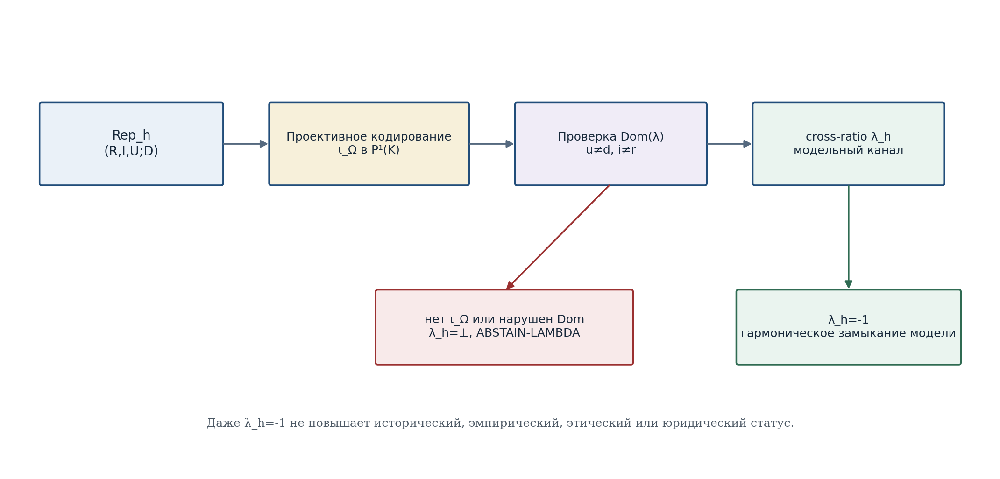 Rep_h
(R,I,U;D)
Проективное кодирование
ι_Ω в P¹(K)
Проверка Dom(λ)
u≠d, i≠r
cross-ratio λ_h
модельный канал
нет ι_Ω или нарушен Dom
λ_h=⊥, ABSTAIN-LAMBDA
λ_h=-1
гармоническое замыкание модели
Даже λ_h=-1 не повышает исторический, эмпирический, этический или юридический статус.